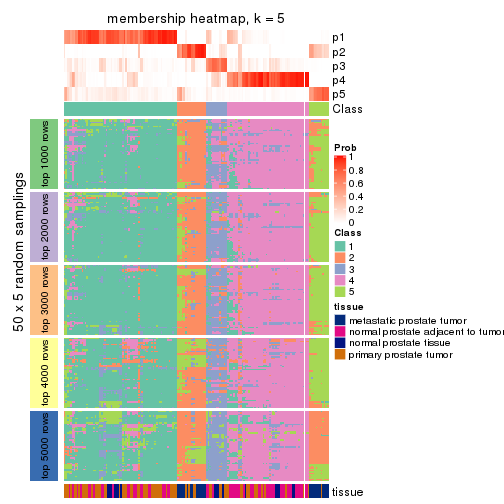 membership heatmap, k = 5
p1
p2
p3
p4
p5
Class
50 x 5 random samplings
top 1000 rows
top 2000 rows
top 3000 rows
top 4000 rows
top 5000 rows
Prob
1
0.8
0.6
0.4
0.2
0
Class
1
2
3
4
5
tissue
metastatic prostate tumor
normal prostate adjacent to tumor
normal prostate tissue
primary prostate tumor
tissue